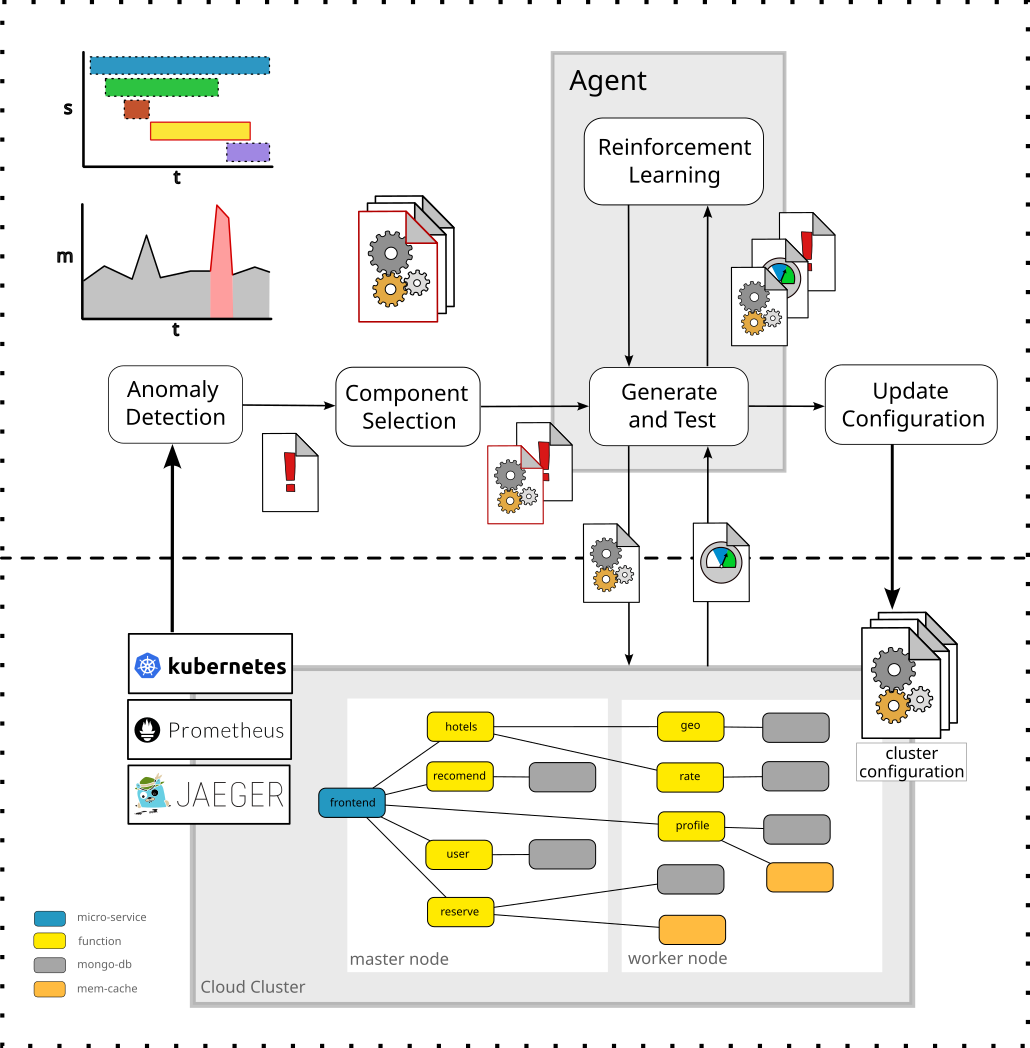 s
t
m
t
Agent
Reinforcement
Learning
Anomaly
Detection
Component
Selection
Generate
and Test
Update
Configuration
kubernetes
Prometheus
JAEGER
cluster
configuration
hotels
geo
recomend
rate
frontend
profile
user
reserve
master node
worker node
Cloud Cluster
micro-service
function
mongo-db
mem-cache